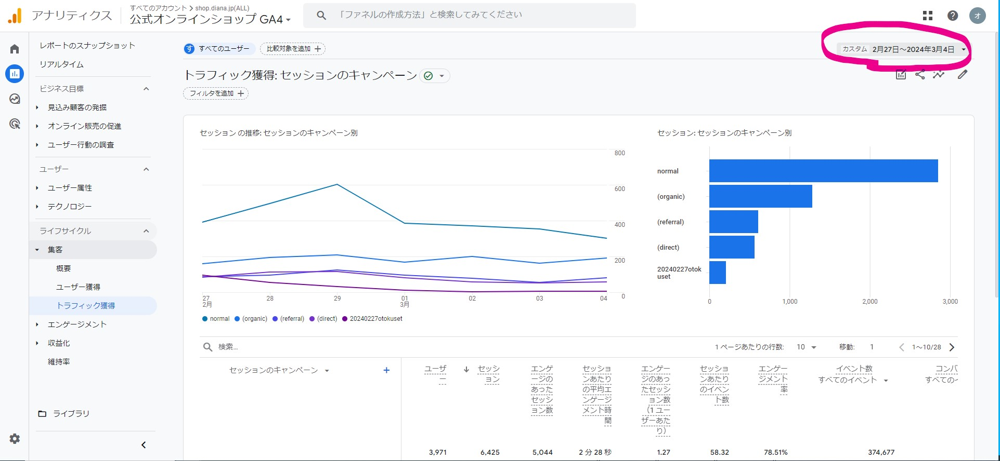 アナリティクス
すべてのアカウント > shop.diana.jp(ALL)
公式オンラインショップ GA4
「ファネルの作成方法」と検索してみてください
オ
レポートのスナップショット
リアルタイム
ビジネス目標
見込み顧客の発掘
オンライン販売の促進
ユーザー行動の調査
ユーザー
ユーザー属性
テクノロジー
ライフサイクル
集客
概要
ユーザー獲得
トラフィック獲得
エンゲージメント
収益化
維持率
ライブラリ
す すべてのユーザー
比較対象を追加 +
カスタム 2月27日～2024年3月4日
トラフィック獲得: セッションのキャンペーン
フィルタを追加 +
セッション の推移: セッションのキャンペーン別
800
600
400
200
0
27
2月
28
29
01
3月
02
03
04
normal (organic) (referral) (direct) 20240227otokuset
セッション: セッションのキャンペーン別
normal
(organic)
(referral)
(direct)
20240227otok
uset
0 1,000 2,000 3,000
検索...
1 ページあたりの行数: 10 移動: 1 1～10/28
セッションのキャンペーン +
ユーザ
ー
↓ セッシ
ョン
エンゲ
ージの
あった
セッシ
ョン数
セッショ
ンあたり
の平均エ
ンゲージ
メント時
間
エンゲー
ジのあっ
たセッシ
ョン数
（1 ユー
ザーあた
り）
セッショ
ンあたり
のイベン
ト数
エンゲー
ジメント
率
イベント数
すべてのイベント
コンバ
すべてのイ
3,971 6,425 5,044 2 分 28 秒 1.27 58.32 78.51% 374,677